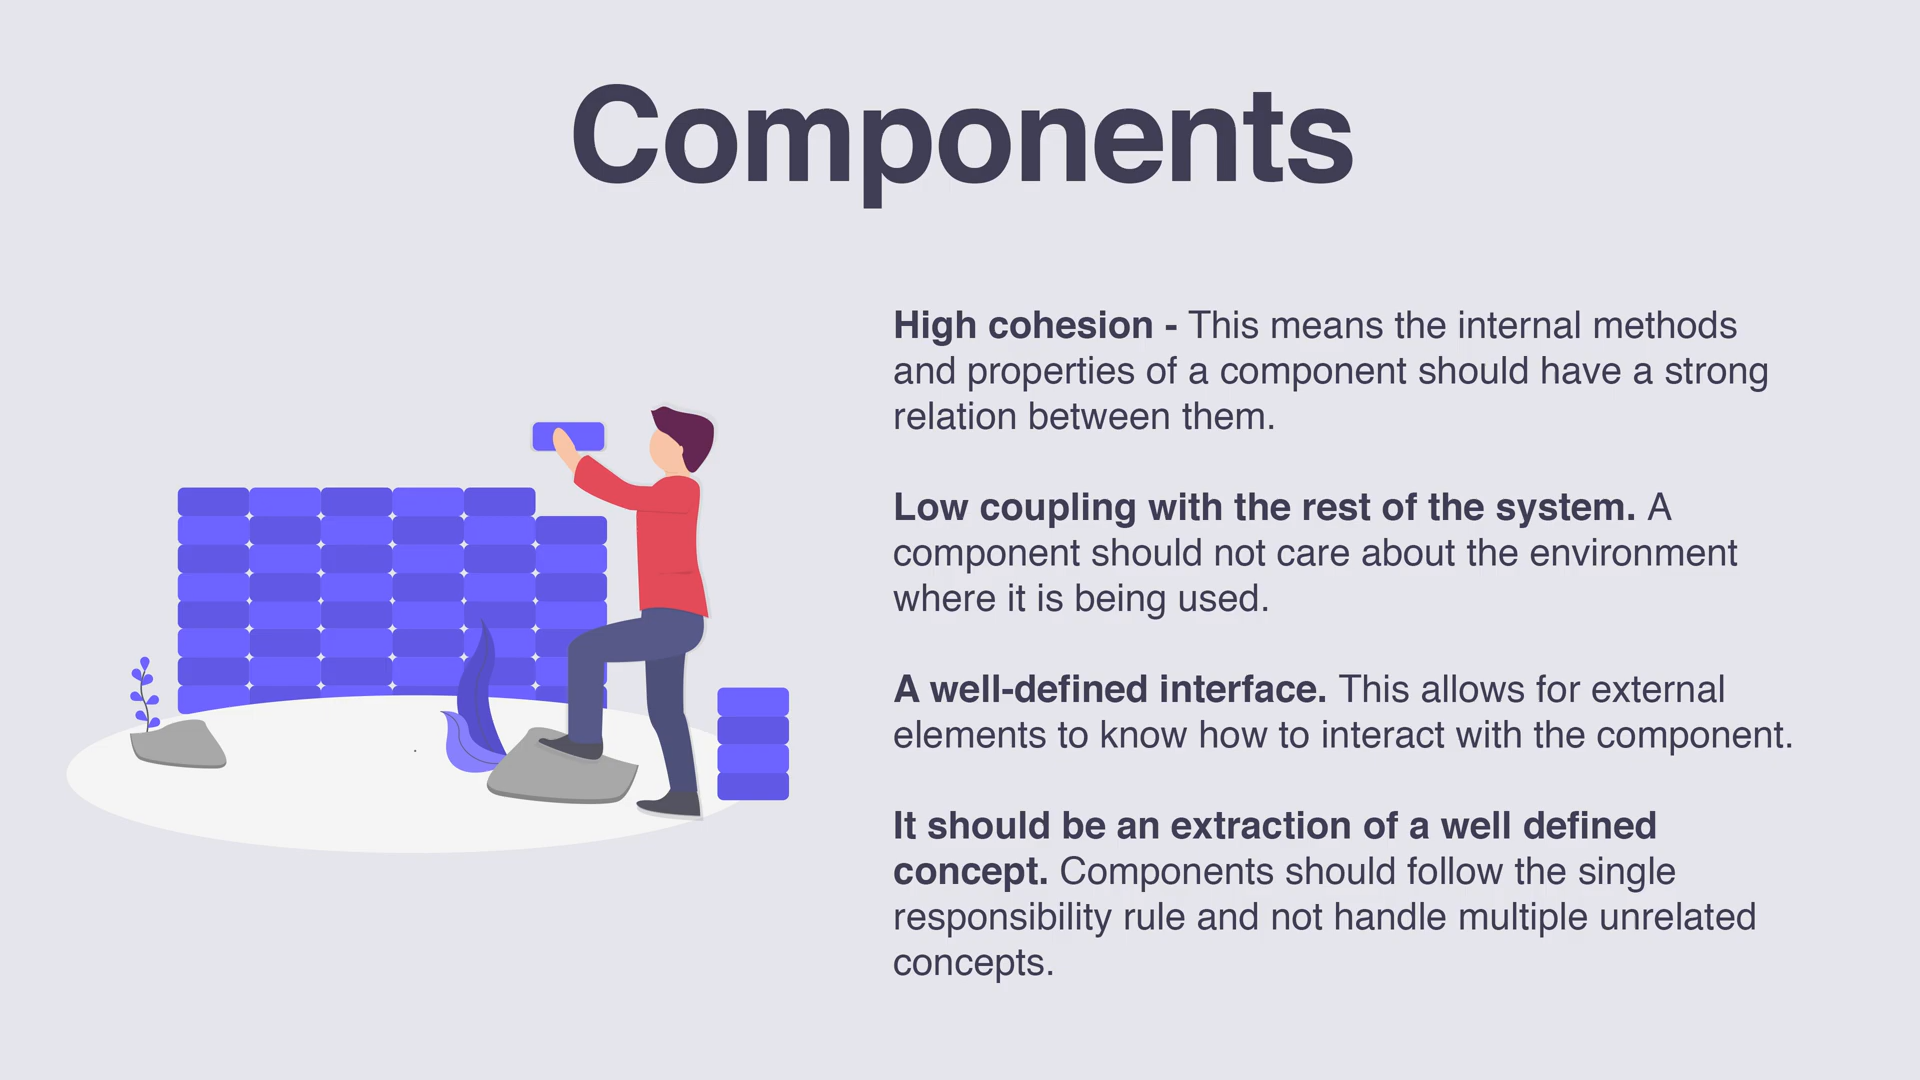 Components
High cohesion - This means the internal methods
and properties of a component should have a strong
relation between them.
Low coupling with the rest of the system. A
component should not care about the environment
where it is being used.
A well-defined interface. This allows for external
elements to know how to interact with the component.
It should be an extraction of a well defined
concept. Components should follow the single
responsibility rule and not handle multiple unrelated
concepts.